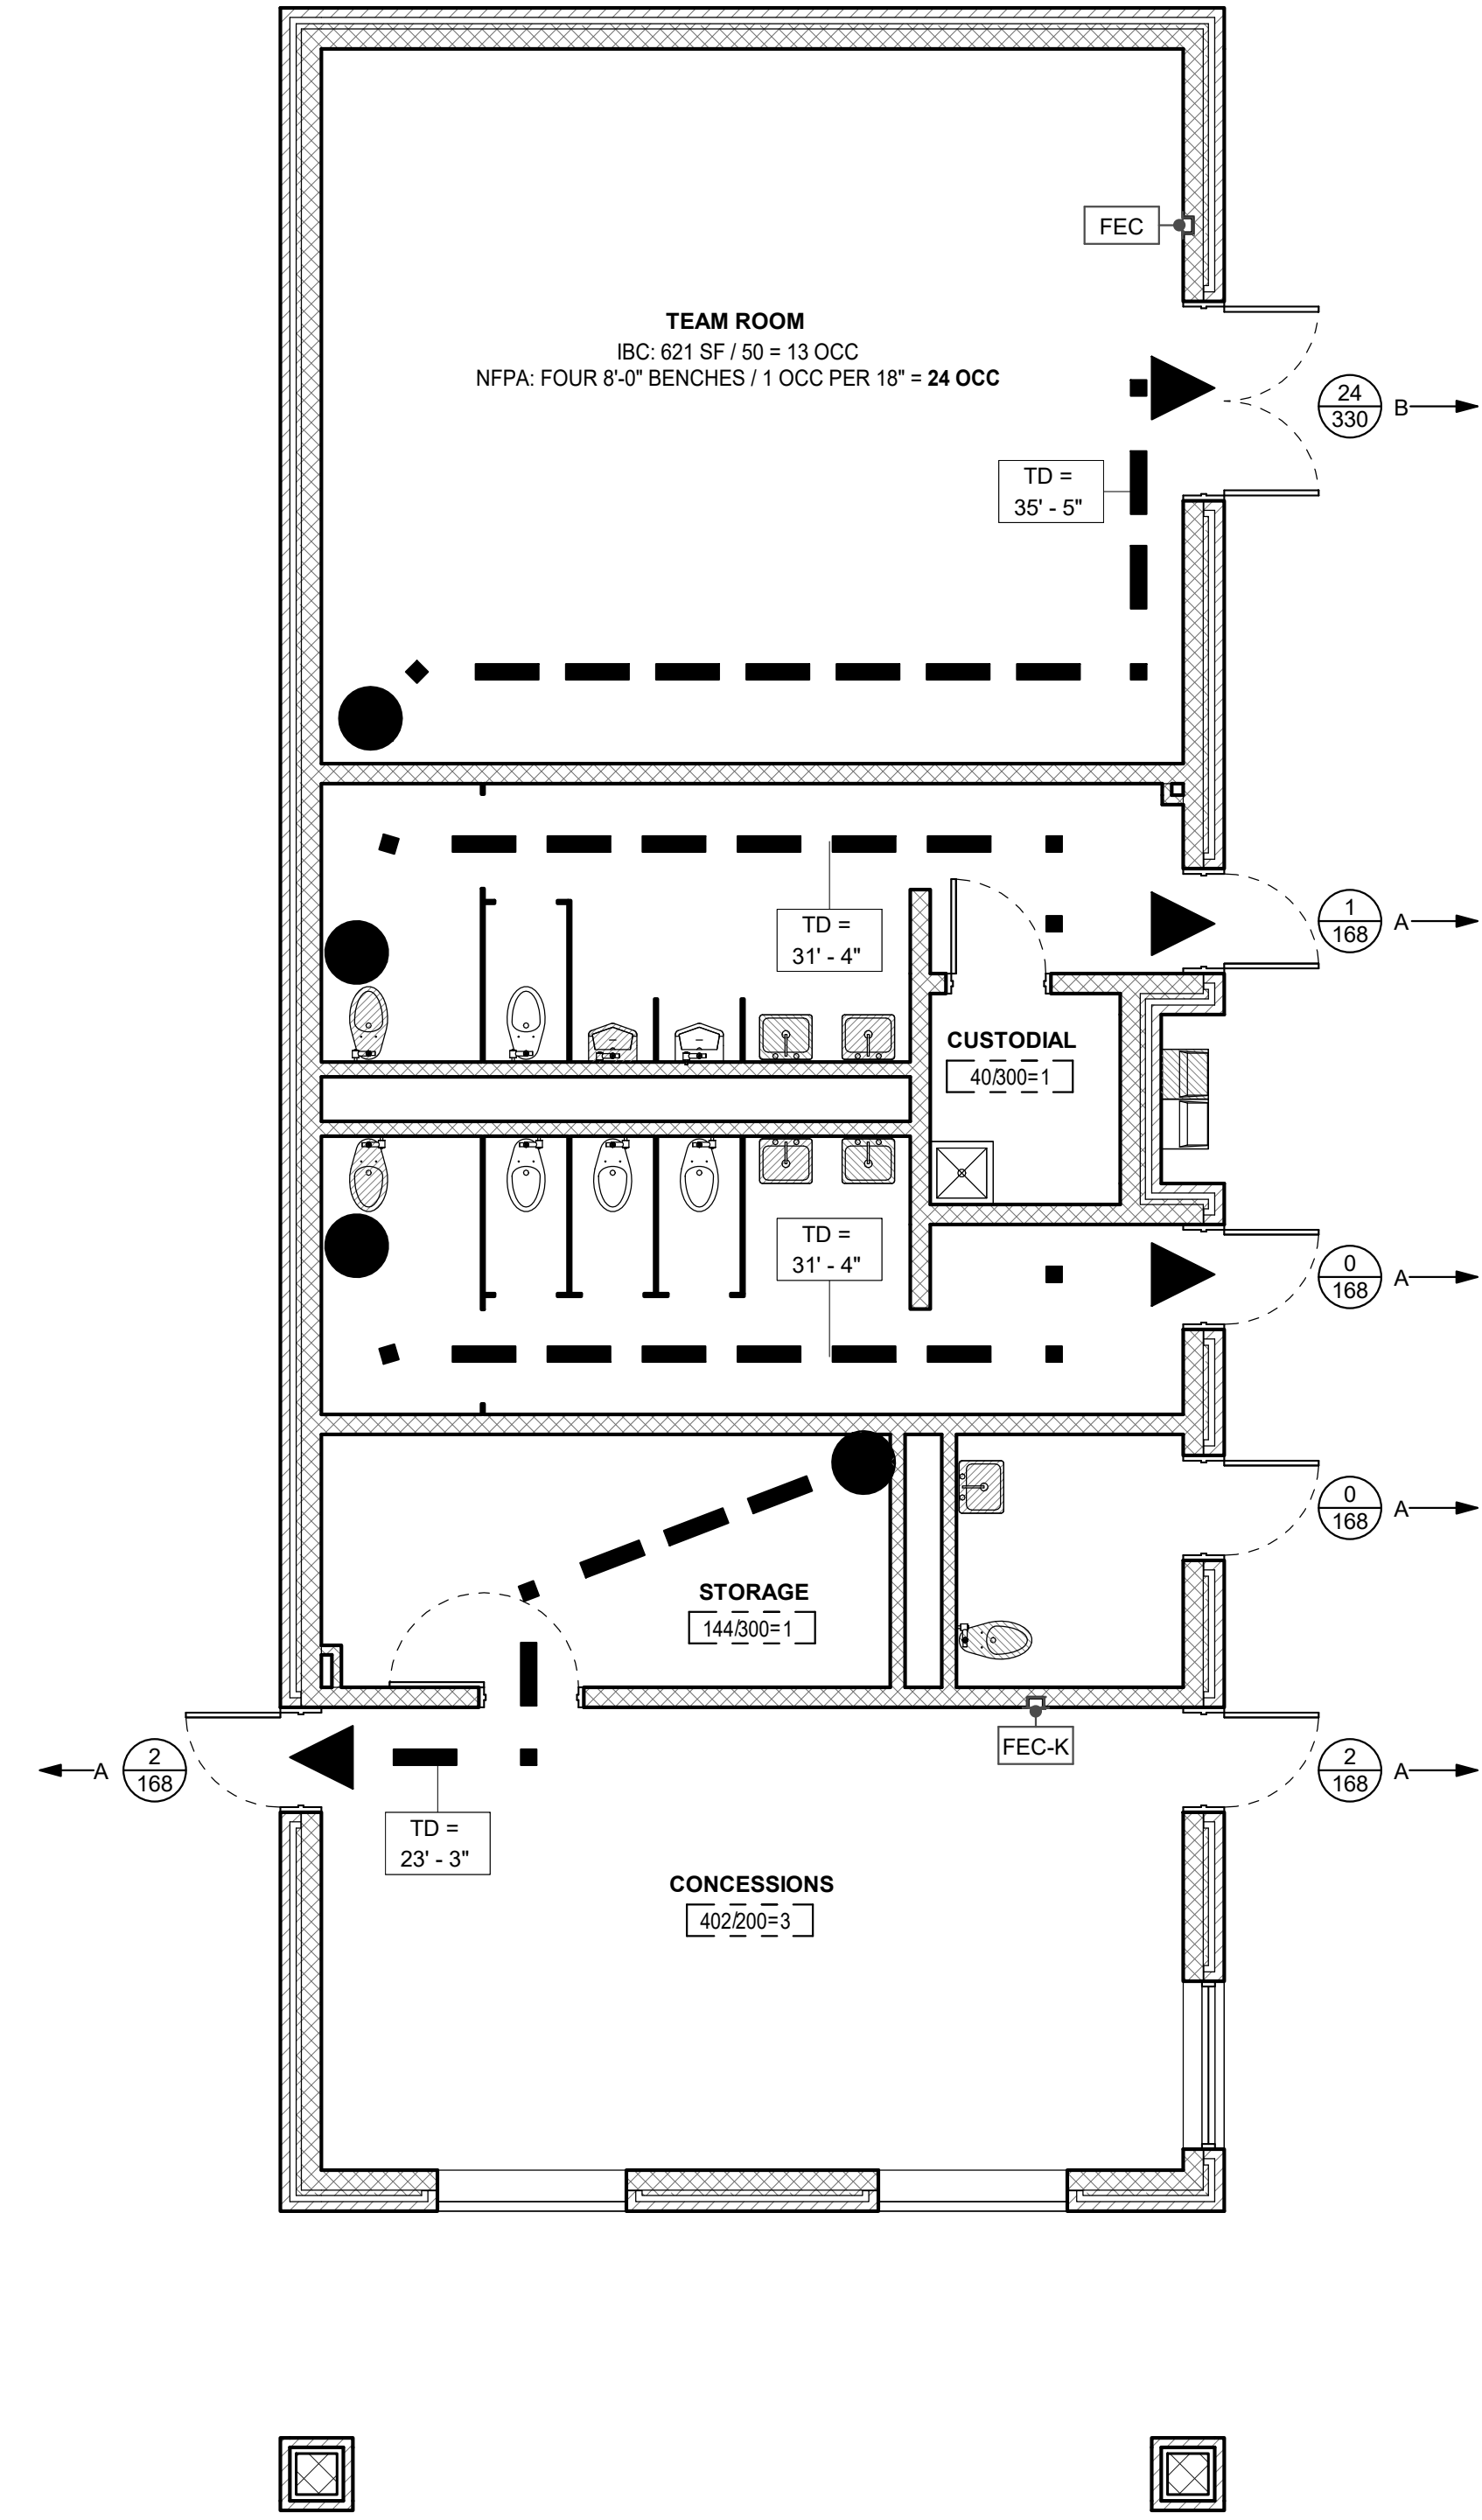 FEC
TEAM ROOM
IBC: 621 SF / 50 = 13 OCC
NFPA: FOUR 8'-0" BENCHES / 1 OCC PER 18" = 24 OCC
24
330
B
TD =
35' - 5"
TD =
31' - 4"
1
168
A
CUSTODIAL
40/300=1
TD =
31' - 4"
0
168
A
0
168
A
STORAGE
144/300=1
FEC-K
A
2
168
2
168
A
TD =
23' - 3"
CONCESSIONS
402/200=3